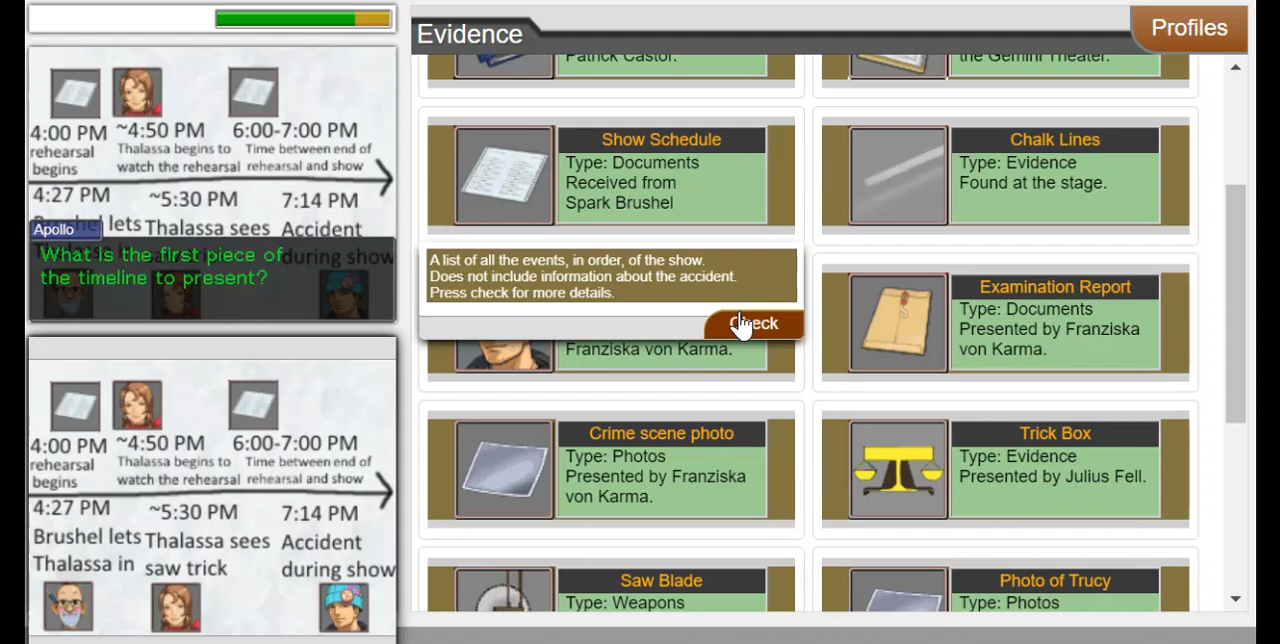 4:00 PM
~4:50 PM
6:00-7:00 PM
rehearsal
begins
Thalassa begins to
watch the rehearsal
Time between end of
rehearsal and show
4:27 PM
~5:30 PM
7:14 PM
Brushel lets
Thalassa sees
Accident
during show
Apollo
What is the first piece of
the timeline to present?
4:00 PM
~4:50 PM
6:00-7:00 PM
rehearsal
begins
Thalassa begins to
watch the rehearsal
Time between end of
rehearsal and show
4:27 PM
~5:30 PM
7:14 PM
Brushel lets
Thalassa in
Thalassa sees
saw trick
Accident
during show
Evidence
Profiles
Patrick Castor.
the Gemini Theater.
Show Schedule
Type: Documents
Received from
Spark Brushel
Chalk Lines
Type: Evidence
Found at the stage.
A list of all the events, in order, of the show.
Does not include information about the accident.
Press check for more details.
Check
Franziska von Karma.
Examination Report
Type: Documents
Presented by Franziska
von Karma.
Crime scene photo
Type: Photos
Presented by Franziska
von Karma.
Trick Box
Type: Evidence
Presented by Julius Fell.
Saw Blade
Type: Weapons
Photo of Trucy
Type: Photos